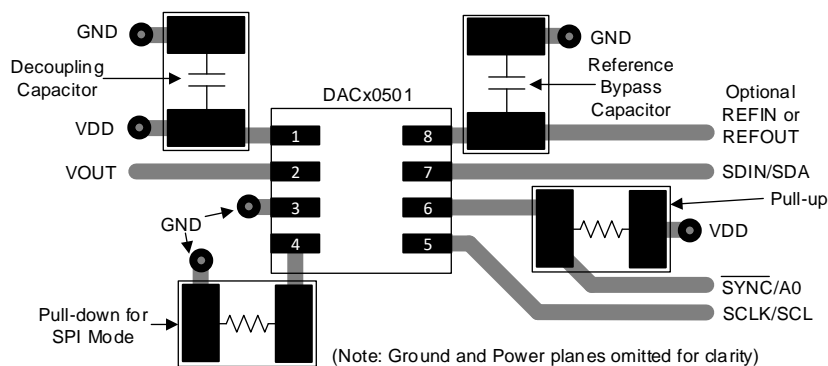 GND
GND
Decoupling
Capacitor
Reference
Bypass
Capacitor
DACx0501
Optional
REFIN or
REFOUT
VDD
1
8
VOUT
2
7
SDIN/SDA
3
6
Pull-up
GND
4
5
VDD
SYNC/A0
SCLK/SCL
Pull-down for
SPI Mode
(Note: Ground and Power planes omitted for clarity)